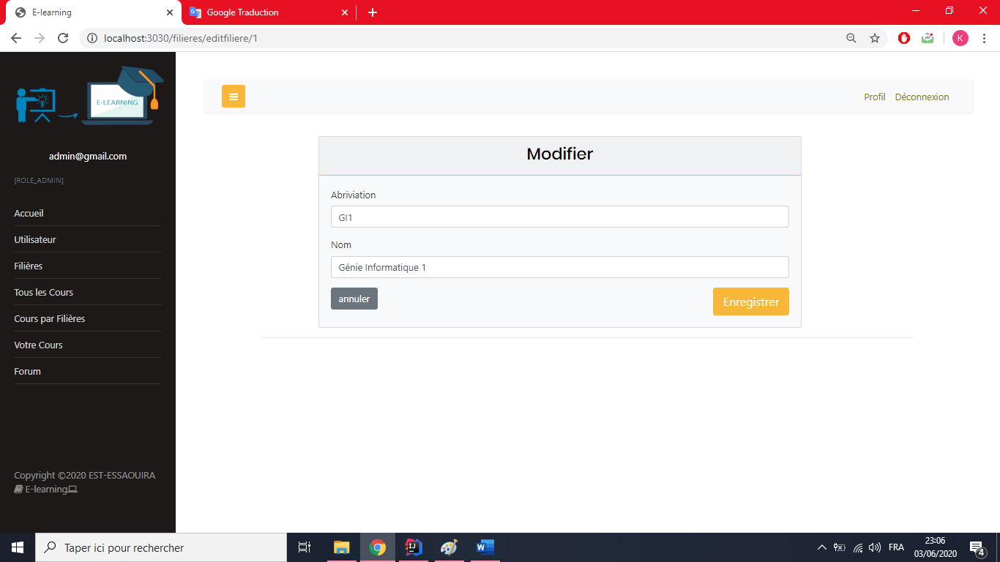 E-learning
Google Traduction
localhost:3030/filieres/editfiliere/1
K
E-LEARNING
admin@gmail.com
[ROLE_ADMIN]
Accueil
Utilisateur
Filières
Tous les Cours
Cours par Filières
Votre Cours
Forum
Copyright ©2020 EST-ESSAOUIRA
E-learning
Profil Déconnexion
Modifier
Abriviation
GI1
Nom
Génie Informatique 1
annuler Enregistrer
Taper ici pour rechercher
IJ
W
FRA
23:06
03/06/2020
4